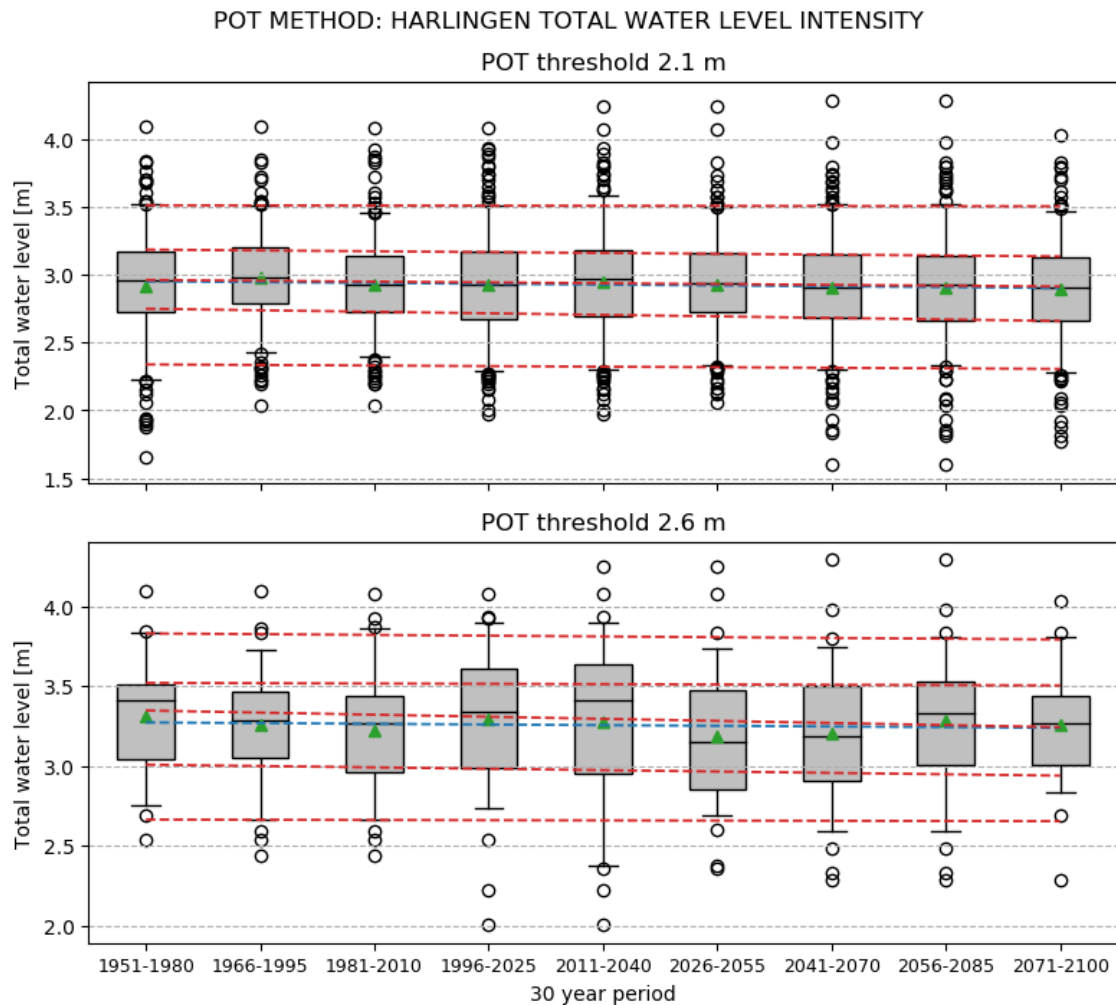 POT METHOD: HARLINGEN TOTAL WATER LEVEL INTENSITY
POT threshold 2.1 m
Total water level [m]
4.0
3.5
3.0
2.5
2.0
1.5
POT threshold 2.6 m
Total water level [m]
4.0
3.5
3.0
2.5
2.0
1951-1980 1966-1995 1981-2010 1996-2025 2011-2040 2026-2055 2041-2070 2056-2085 2071-2100
30 year period